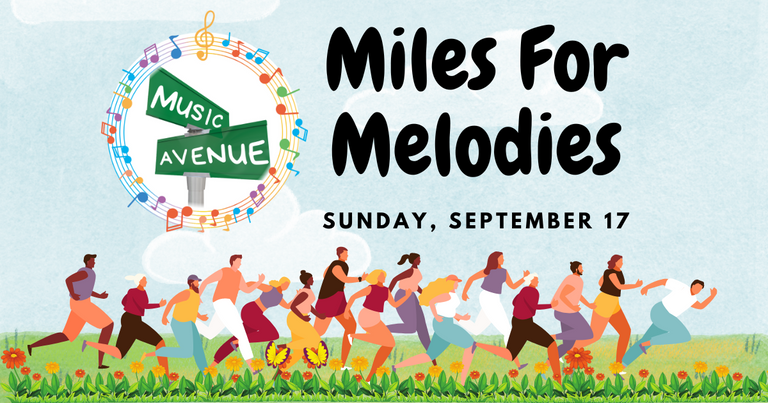 MUSIC
AVENUE
Miles For
Melodies
SUNDAY, SEPTEMBER 17